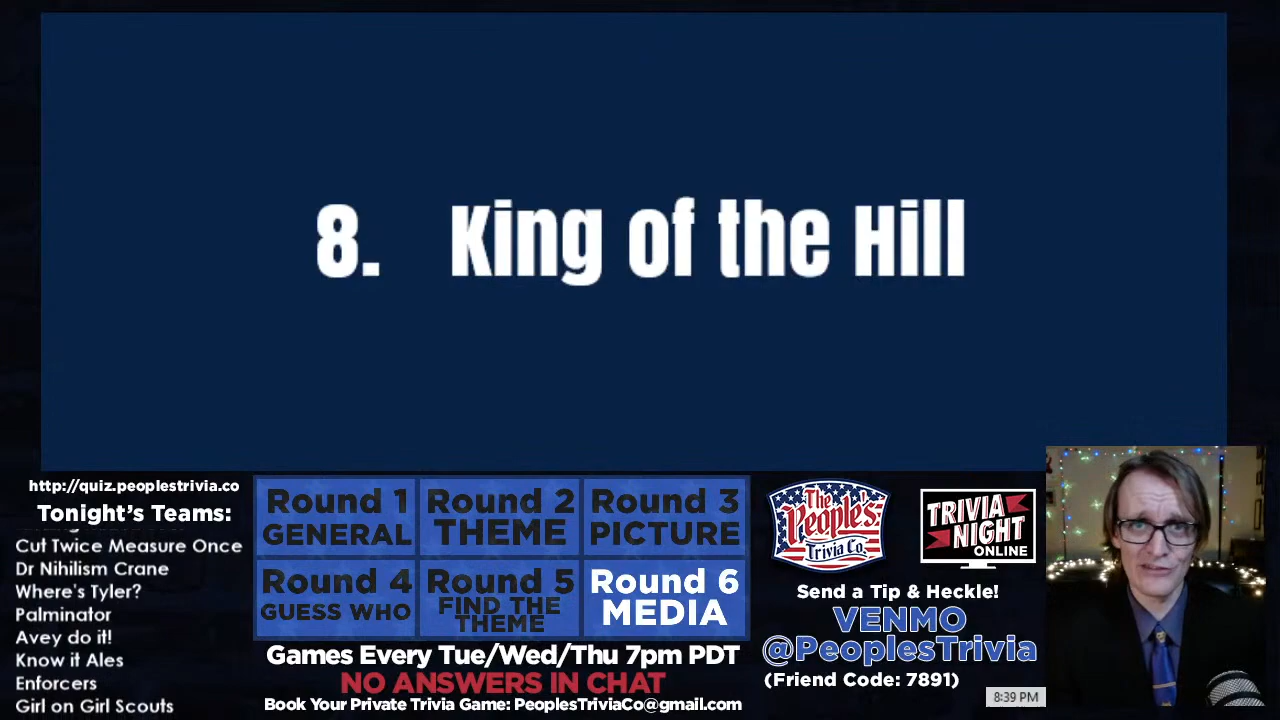 8. King of the Hill
http://quiz.peoplestrivia.co
Tonight's Teams:
Cut Twice Measure Once
Dr Nihilism Crane
Where's Tyler?
Palminator
Avey do it!
Know it Ales
Enforcers
Girl on Girl Scouts
Round 1
GENERAL
Round 2
THEME
Round 3
PICTURE
Round 4
GUESS WHO
Round 5
FIND THE
THEME
Round 6
MEDIA
Games Every Tue/Wed/Thu 7pm PDT
NO ANSWERS IN CHAT
Book Your Private Trivia Game: PeoplesTriviaCo@gmail.com
The
People's
Trivia Co.
TRIVIA
NIGHT
ONLINE
Send a Tip & Heckle!
VENMO
@PeoplesTrivia
(Friend Code: 7891)
8:39 PM